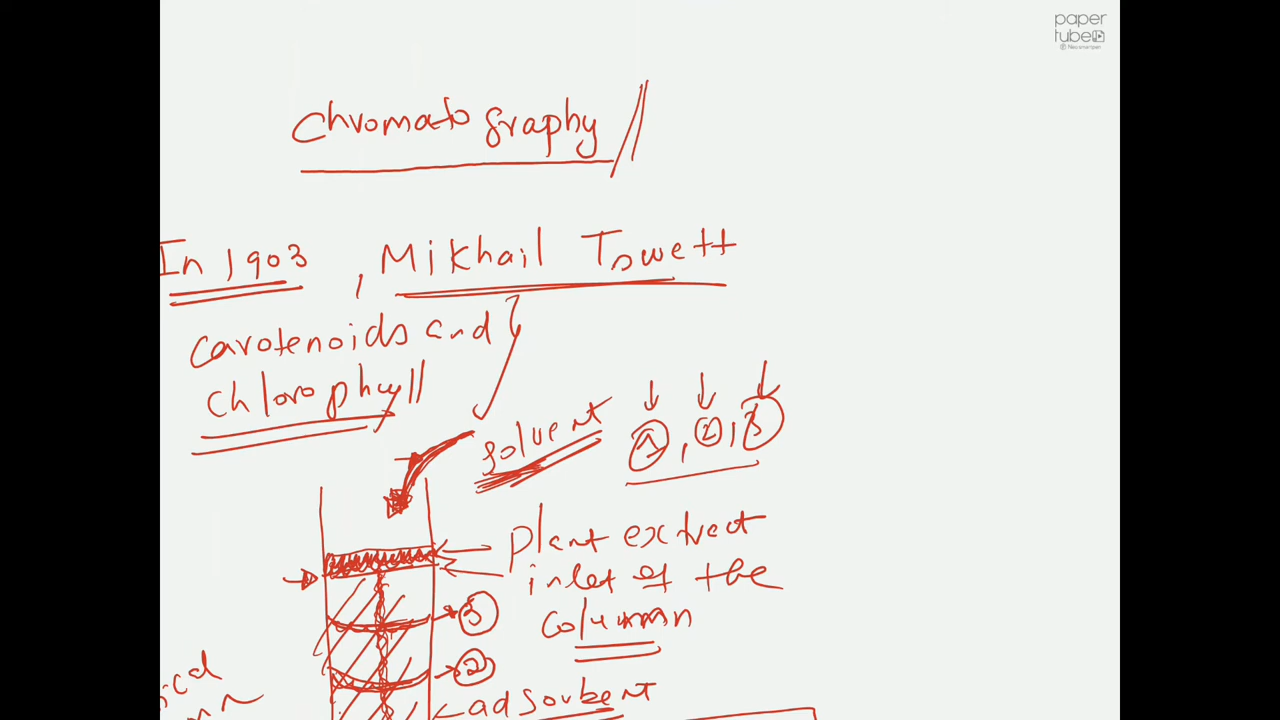 paper
tube
Chromatography
In 1903, Mikhail Tswett
carotenoids and
chlorophyll
solvent
1, 2, 3
plant extract
inlet of the
column
3
2
adsorbent